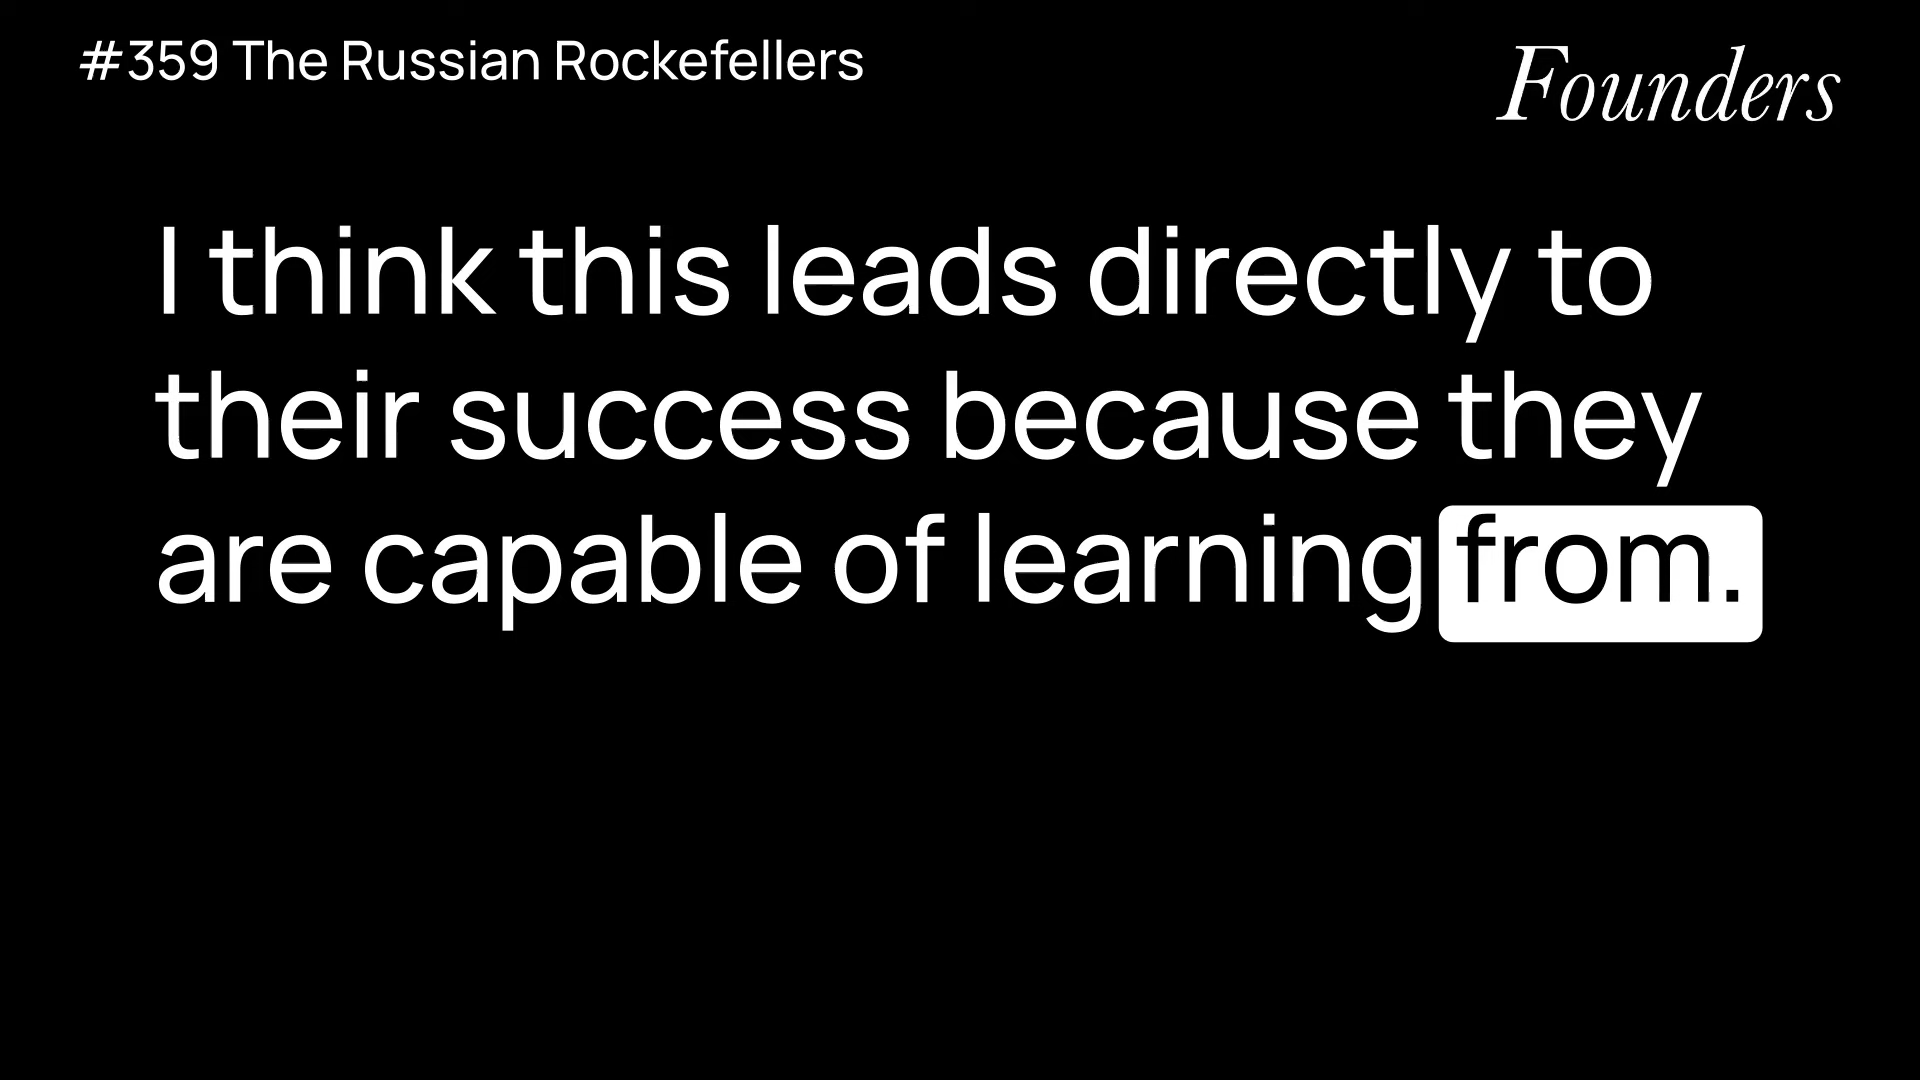 #359 The Russian Rockefellers
Founders
I think this leads directly to
their success because they
are capable of learning from.